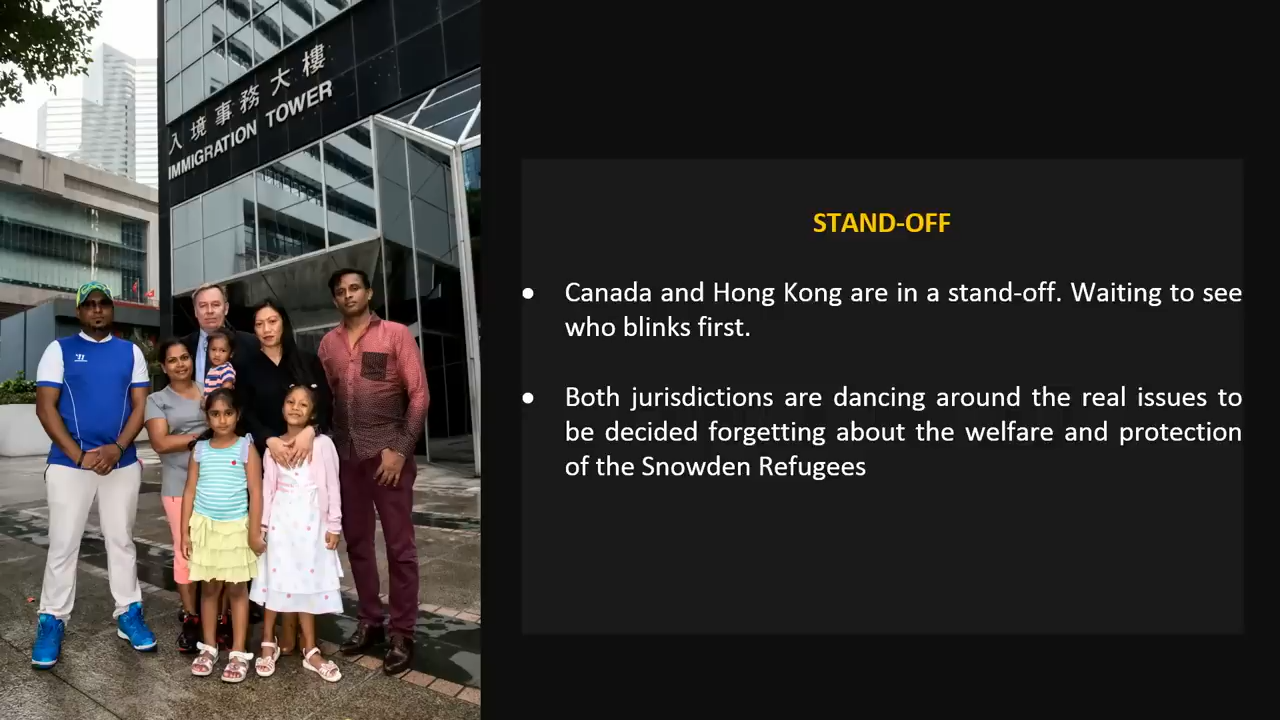 入境事務大樓
IMMIGRATION TOWER
STAND-OFF
● Canada and Hong Kong are in a stand-off. Waiting to see
who blinks first.
● Both jurisdictions are dancing around the real issues to
be decided forgetting about the welfare and protection
of the Snowden Refugees